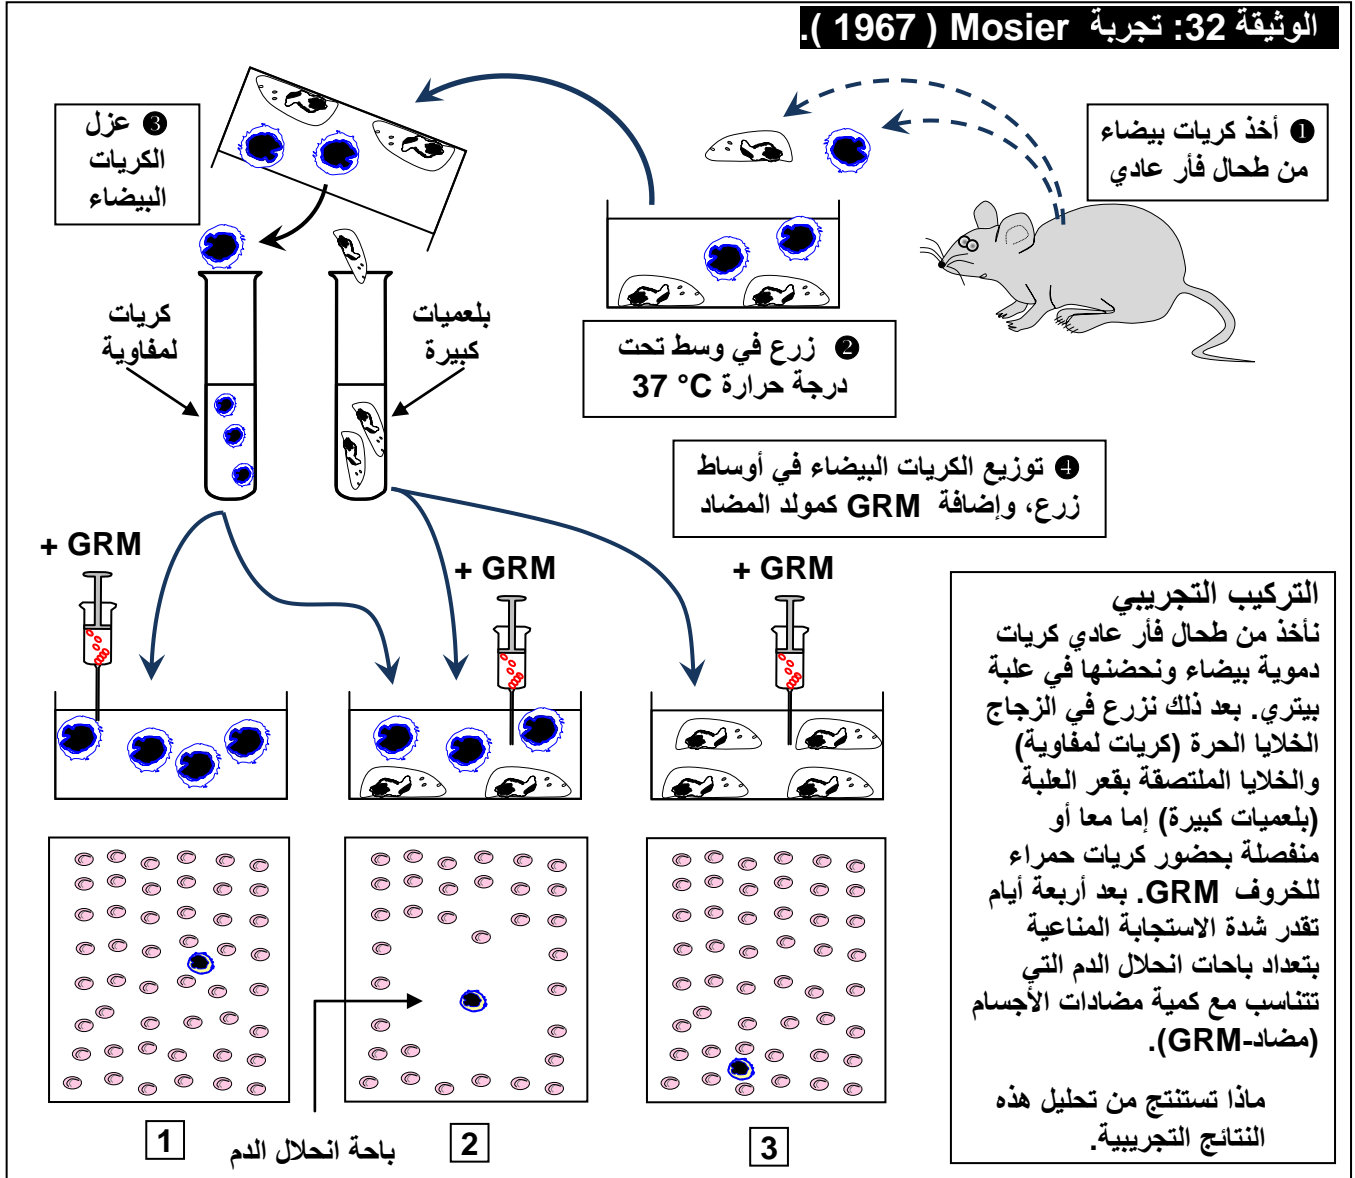 الوثيقة 32: تجربة Mosier ( 1967 ).
❶ أخذ كريات بيضاء
من طحال فأر عادي
❸ عزل
الكريات
البيضاء
❷ زرع في وسط تحت
درجة حرارة 37 °C
كريات
لمفاوية
بلعميات
كبيرة
❹ توزيع الكريات البيضاء في أوساط
زرع، وإضافة GRM كمولد المضاد
+ GRM
+ GRM
+ GRM
التركيب التجريبي
نأخذ من طحال فأر عادي كريات
دموية بيضاء ونحضنها في علبة
بيتري. بعد ذلك نزرع في الزجاج
الخلايا الحرة (كريات لمفاوية)
والخلايا الملتصقة بقعر العلبة
(بلعميات كبيرة) إما معا أو
منفصلة بحضور كريات حمراء
للخروف GRM. بعد أربعة أيام
تقدر شدة الاستجابة المناعية
بتعداد باحات انحلال الدم التي
تتناسب مع كمية مضادات الأجسام
(مضاد-GRM).
ماذا تستنتج من تحليل هذه
النتائج التجريبية.
1
باحة انحلال الدم
2
3